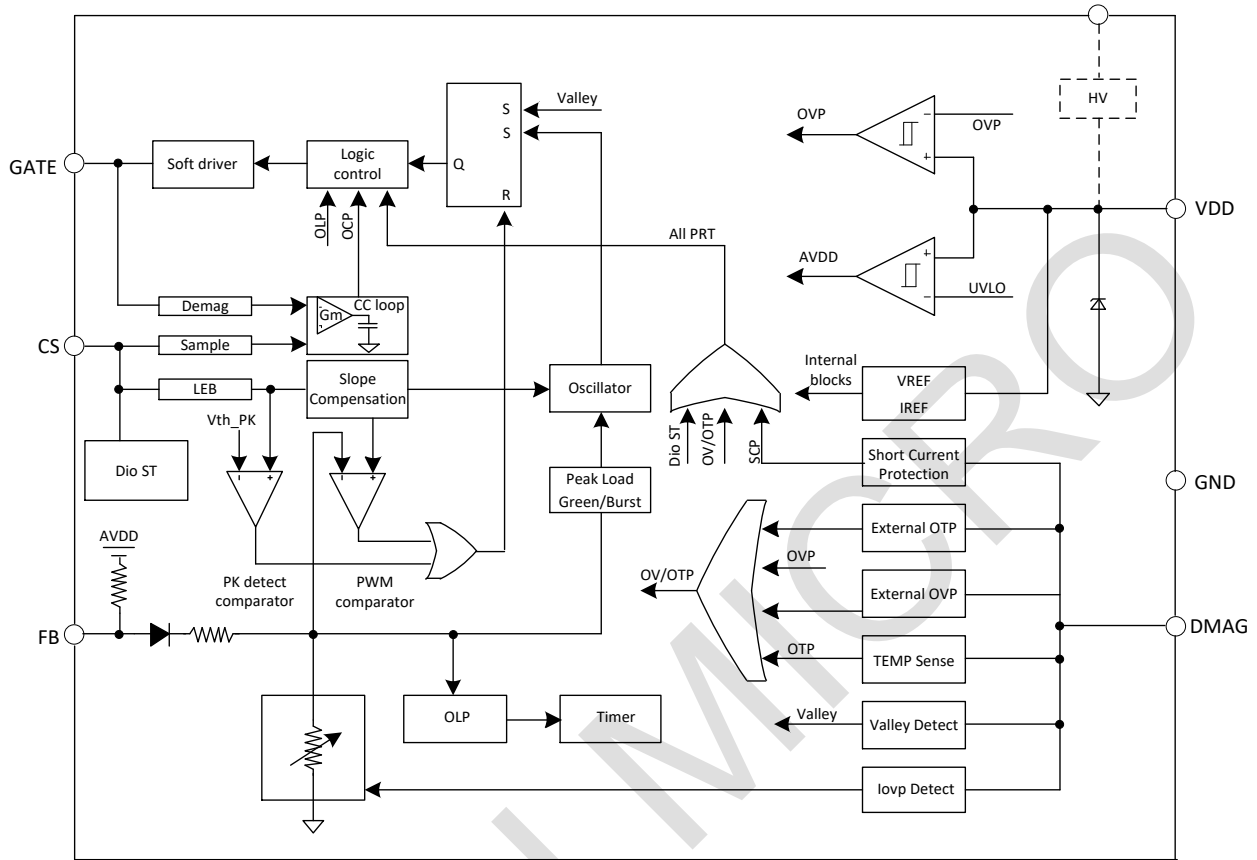 HV
Valley
S
S
Q
R
OVP
OVP
GATE
Soft driver
Logic
control
OLP
OCP
VDD
All PRT
AVDD
UVLO
Demag
Gm
CC loop
CS
Sample
LEB
Slope
Compensation
Oscillator
Internal
blocks
VREF
IREF
Vth_PK
Dio ST
OV/OTP
SCP
Short Current
Protection
GND
Dio ST
Peak Load
Green/Burst
External OTP
AVDD
OVP
OV/OTP
PK detect
comparator
PWM
comparator
External OVP
FB
DMAG
OTP
TEMP Sense
OLP
Timer
Valley
Valley Detect
Iovp Detect
MICRO